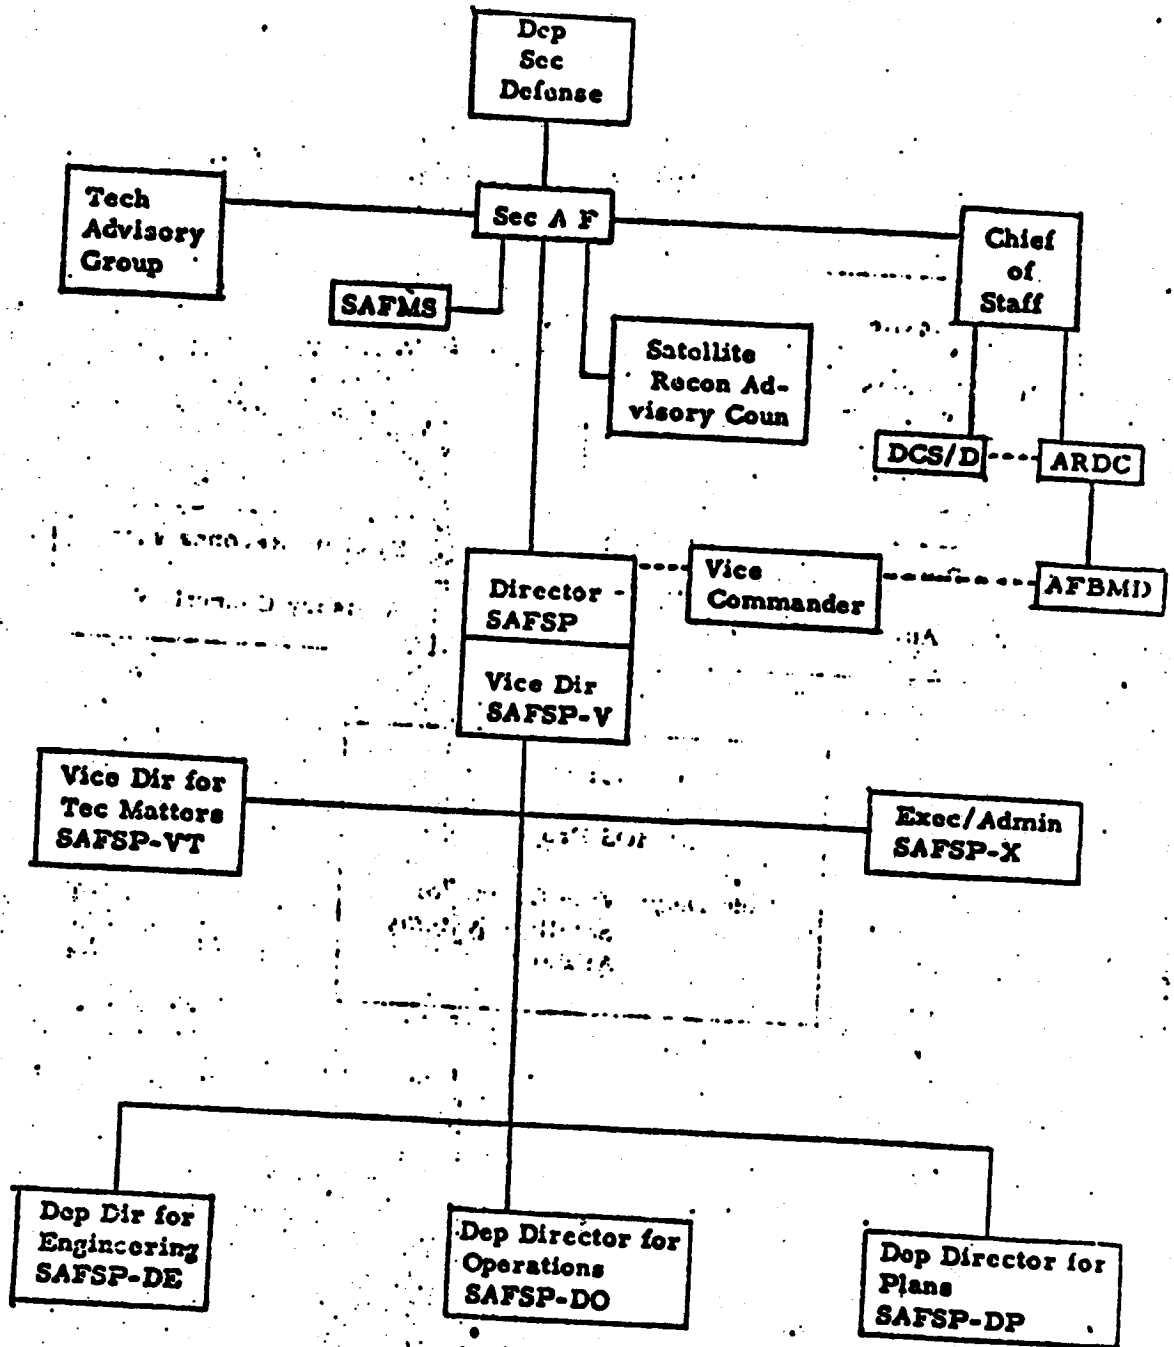 Dep
Sec
Defense
Tech
Advisory
Group
Sec A F
Chief
of
Staff
SAFMS
Satellite
Recon Ad-
visory Coun
DCS/D
ARDC
Director -
SAFSP
Vice
Commander
AFBMD
Vice Dir
SAFSP-V
Vice Dir for
Tec Matters
SAFSP-VT
Exec/Admin
SAFSP-X
Dep Dir for
Engineering
SAFSP-DE
Dep Director for
Operations
SAFSP-DO
Dep Director for
Plans
SAFSP-DP